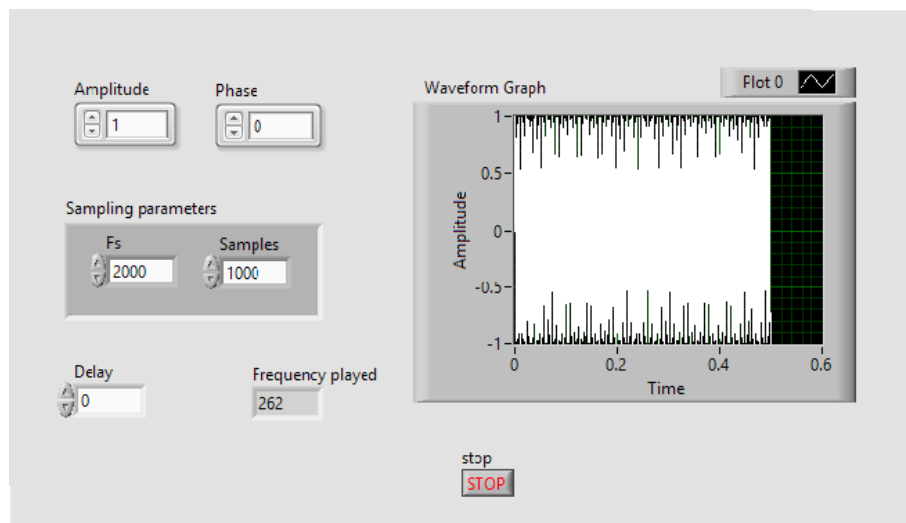 Amplitude
1
Phase
0
Waveform Graph
Plot 0
Sampling parameters
Fs
2000
Samples
1000
Delay
0
Frequency played
262
Amplitude
1
0.5
0
-0.5
-1
0
0.2
0.4
0.6
Time
stop
STOP